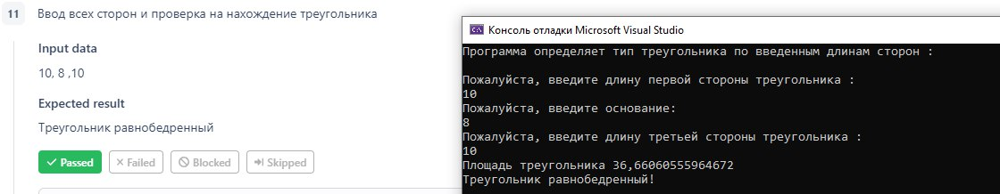 11 Ввод всех сторон и проверка на нахождение треугольника
Input data
10, 8 ,10
Expected result
Треугольник равнобедренный
Passed Failed Blocked Skipped
C:\ Консоль отладки Microsoft Visual Studio
Программа определяет тип треугольника по введенным длинам сторон :
Пожалуйста, введите длину первой стороны треугольника :
10
Пожалуйста, введите основание:
8
Пожалуйста, введите длину третьей стороны треугольника :
10
Площадь треугольника 36,66060555964672
Треугольник равнобедренный!